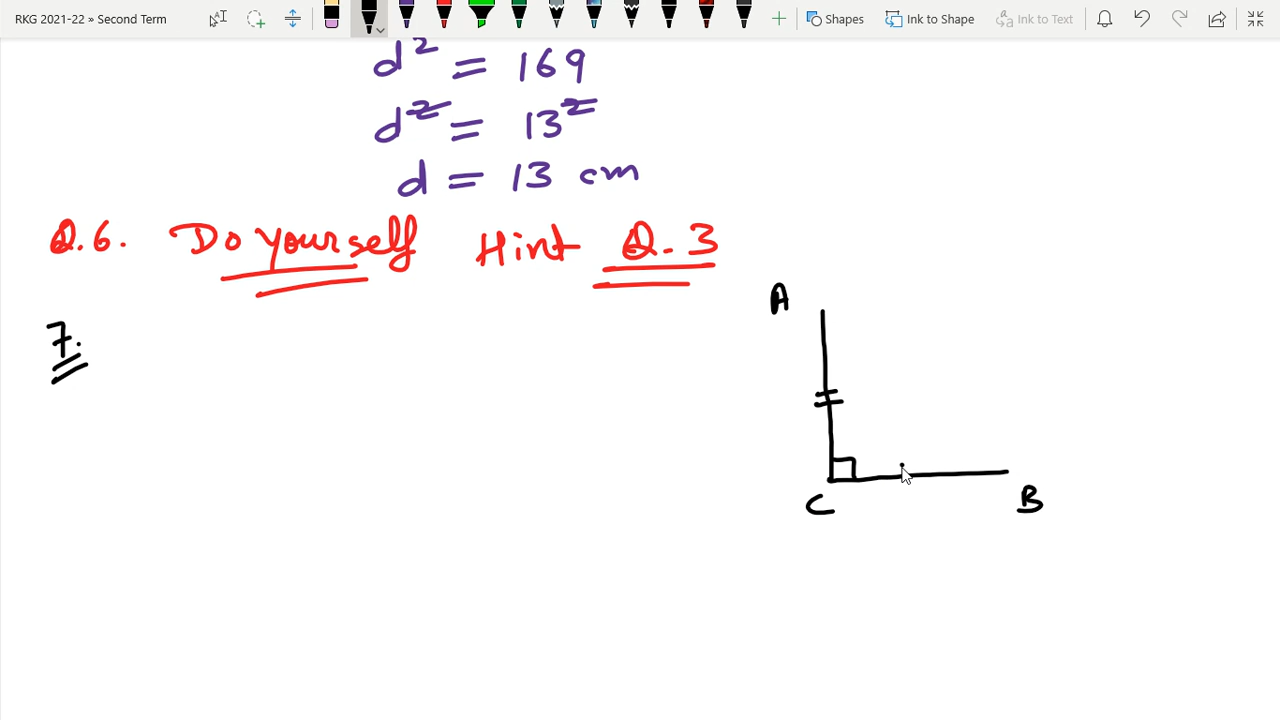 RKG 2021-22 » Second Term
Shapes
Ink to Shape
Ink to Text
d² = 169
d² = 13²
d = 13 cm
Q.6. Do yourself Hint Q.3
7.
A
C
B